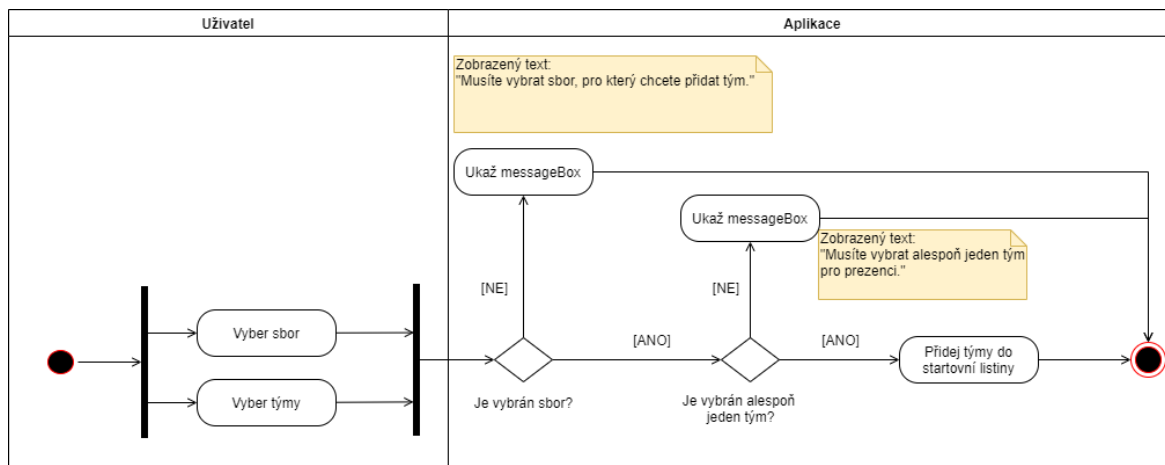 Uživatel
Aplikace
Zobrazený text:
"Musíte vybrat sbor, pro který chcete přidat tým."
Ukaž messageBox
Ukaž messageBox
Zobrazený text:
"Musíte vybrat alespoň jeden tým
pro prezenci."
[NE]
[NE]
Vyber sbor
[ANO]
[ANO]
Přidej týmy do
startovní listiny
Vyber týmy
Je vybrán sbor?
Je vybrán alespoň
jeden tým?